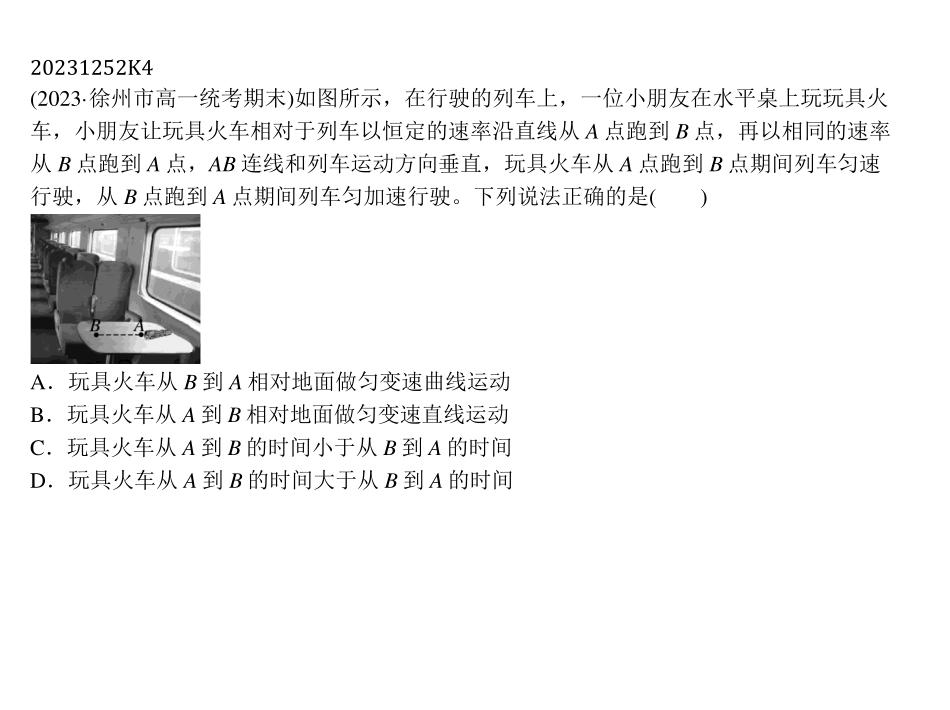 20231252K4
(2023·徐州市高一统考期末)如图所示，在行驶的列车上，一位小朋友在水平桌上玩玩具火
车，小朋友让玩具火车相对于列车以恒定的速率沿直线从 A 点跑到 B 点，再以相同的速率
从 B 点跑到 A 点，AB 连线和列车运动方向垂直，玩具火车从 A 点跑到 B 点期间列车匀速
行驶，从 B 点跑到 A 点期间列车匀加速行驶。下列说法正确的是(　　)
B A
A．玩具火车从 B 到 A 相对地面做匀变速曲线运动
B．玩具火车从 A 到 B 相对地面做匀变速直线运动
C．玩具火车从 A 到 B 的时间小于从 B 到 A 的时间
D．玩具火车从 A 到 B 的时间大于从 B 到 A 的时间